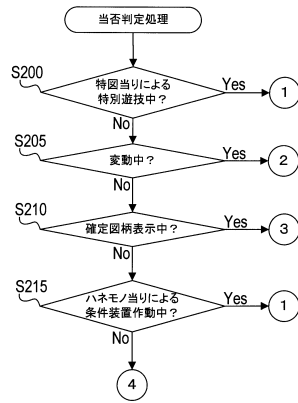 当否判定処理
S200
特図当りによる
特別遊技中？
Yes
1
No
S205
変動中？
Yes
2
No
S210
確定図柄表示中？
Yes
3
No
S215
ハネモノ当りによる
条件装置作動中？
Yes
1
No
4